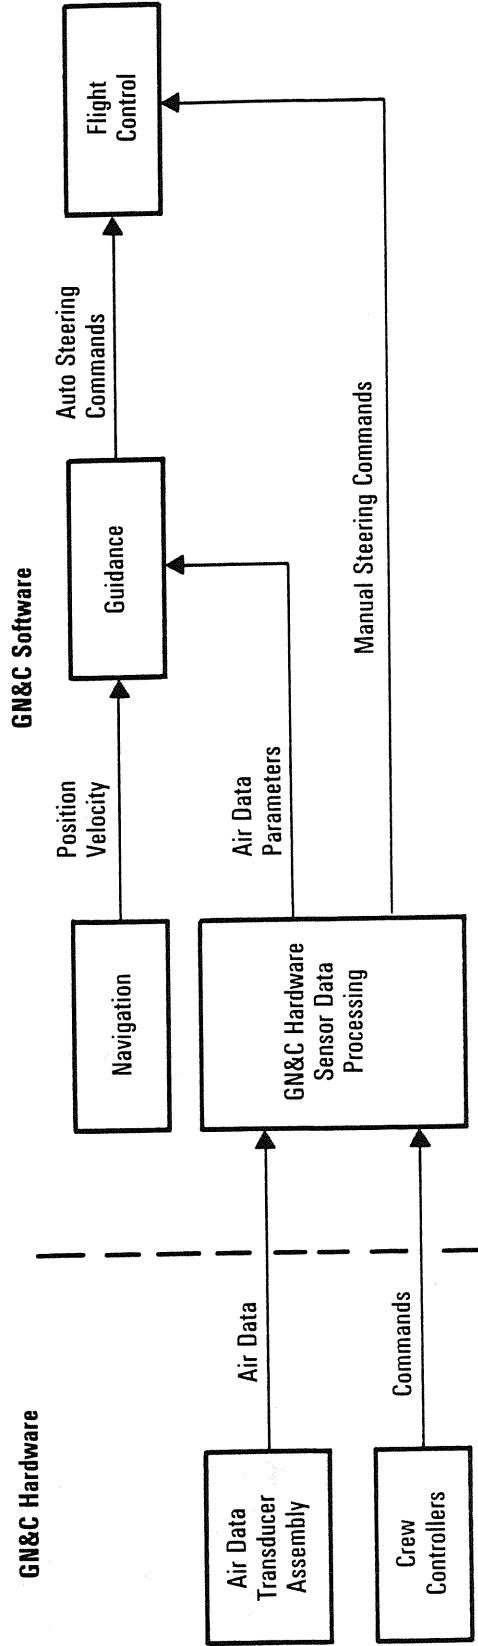 GN&C Hardware
GN&C Software
Air Data
Transducer
Assembly
Crew
Controllers
Air Data
Commands
Navigation
GN&C Hardware
Sensor Data
Processing
Position
Velocity
Air Data
Parameters
Guidance
Manual Steering Commands
Auto Steering
Commands
Flight
Control